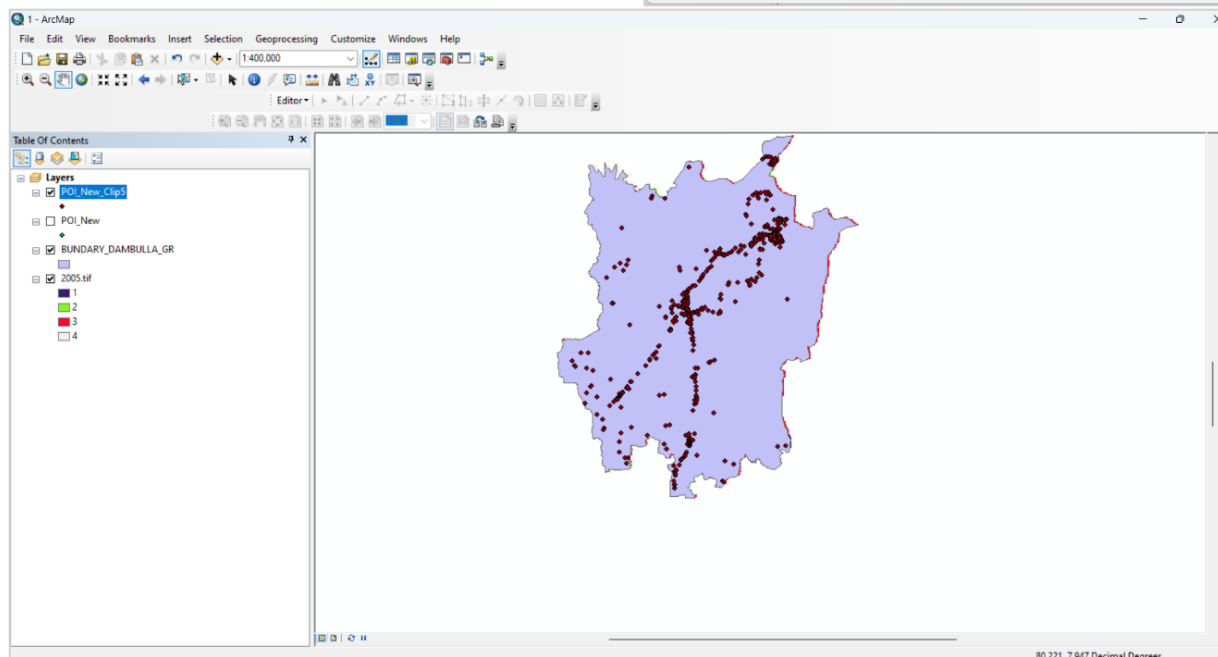 1 - ArcMap
File Edit View Bookmarks Insert Selection Geoprocessing Customize Windows Help
1:400,000
Editor
Table Of Contents
Layers
POI_New_Clip5
POI_New
BUNDARY_DAMBULLA_GR
2005.tif
1
2
3
4
80.221 7.947 Decimal Degrees